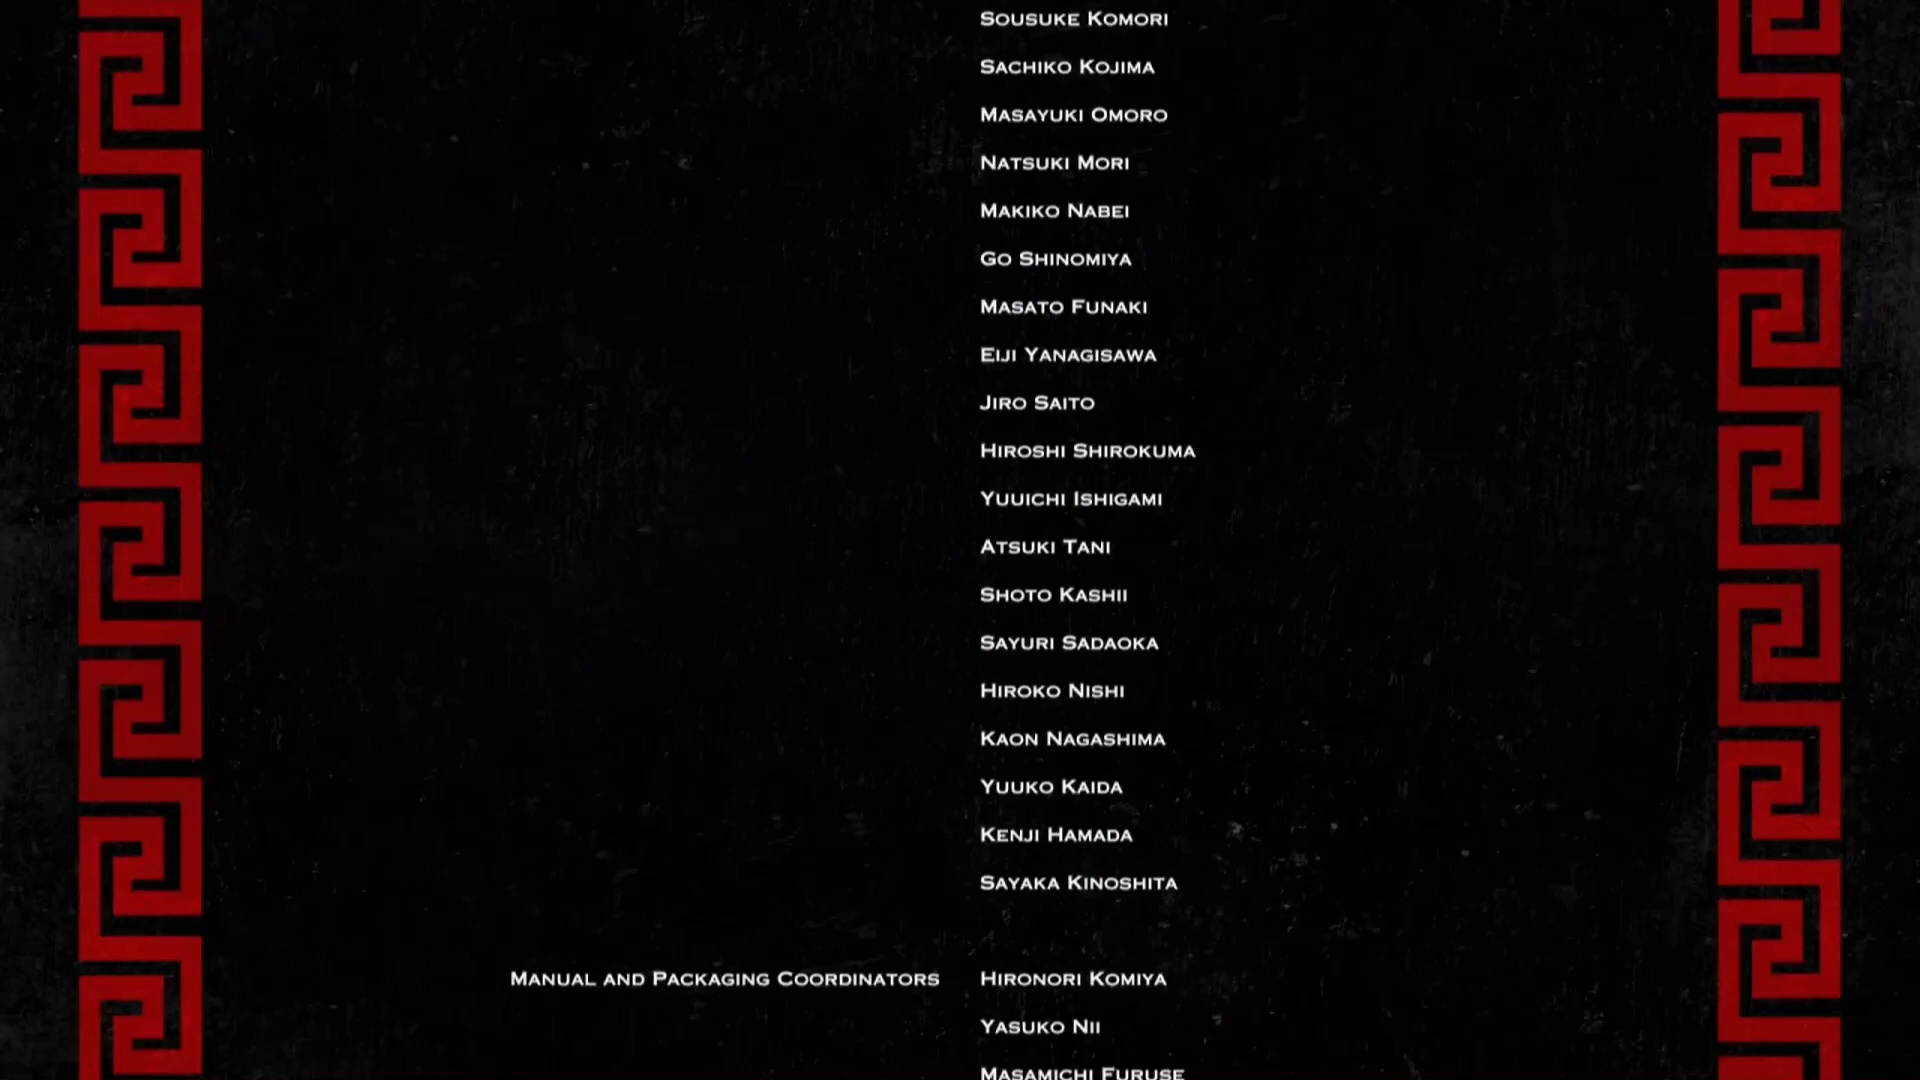 Sousuke Komori
Sachiko Kojima
Masayuki Omoro
Natsuki Mori
Makiko Nabei
Go Shinomiya
Masato Funaki
Eiji Yanagisawa
Jiro Saito
Hiroshi Shirokuma
Yuuichi Ishigami
Atsuki Tani
Shoto Kashii
Sayuri Sadaoka
Hiroko Nishi
Kaon Nagashima
Yuuko Kaida
Kenji Hamada
Sayaka Kinoshita
Manual and Packaging Coordinators Hironori Komiya
Yasuko Nii
Masamichi Furuse